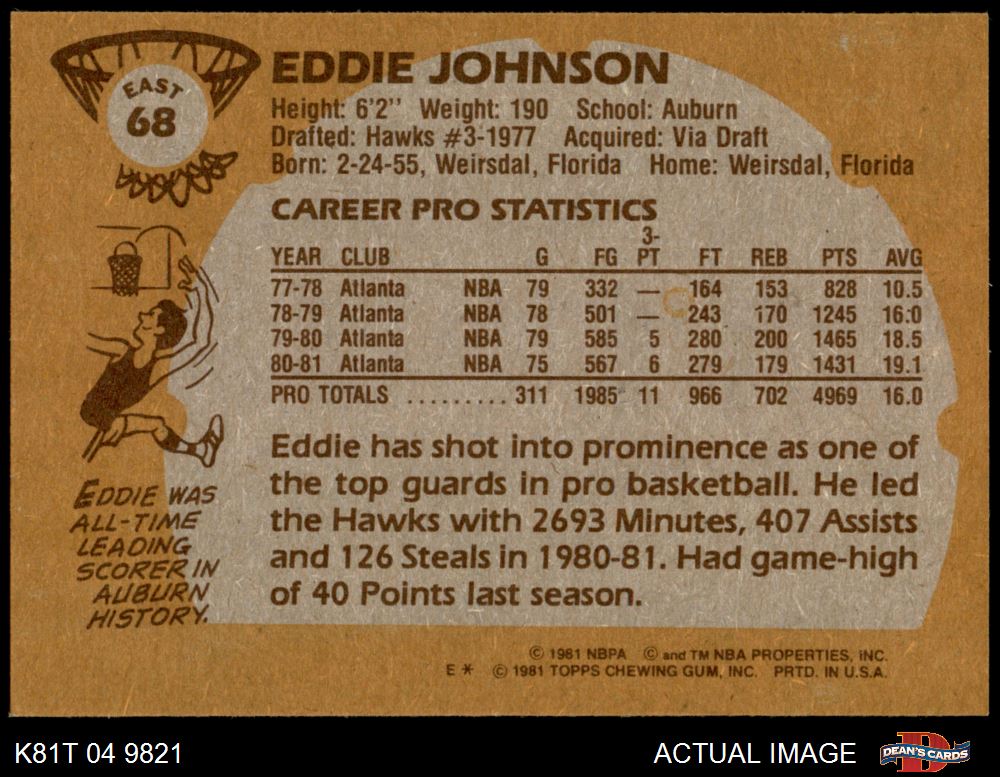 EAST
68
EDDIE JOHNSON
Height: 6'2" Weight: 190 School: Auburn
Drafted: Hawks #3-1977 Acquired: Via Draft
Born: 2-24-55, Weirsdal, Florida Home: Weirsdal, Florida
CAREER PRO STATISTICS
YEAR CLUB G FG 3-PT FT REB PTS AVG
77-78 Atlanta NBA 79 332 — 164 153 828 10.5
78-79 Atlanta NBA 78 501 — 243 170 1245 16.0
79-80 Atlanta NBA 79 585 5 280 200 1465 18.5
80-81 Atlanta NBA 75 567 6 279 179 1431 19.1
PRO TOTALS ......... 311 1985 11 966 702 4969 16.0
Eddie has shot into prominence as one of
the top guards in pro basketball. He led
the Hawks with 2693 Minutes, 407 Assists
and 126 Steals in 1980-81. Had game-high
of 40 Points last season.
EDDIE WAS
ALL-TIME
LEADING
SCORER IN
AUBURN
HISTORY.
© 1981 NBPA © and TM NBA PROPERTIES, INC.
E * © 1981 TOPPS CHEWING GUM, INC. PRTD. IN U.S.A.
K81T 04 9821
ACTUAL IMAGE
D
DEAN'S CARDS